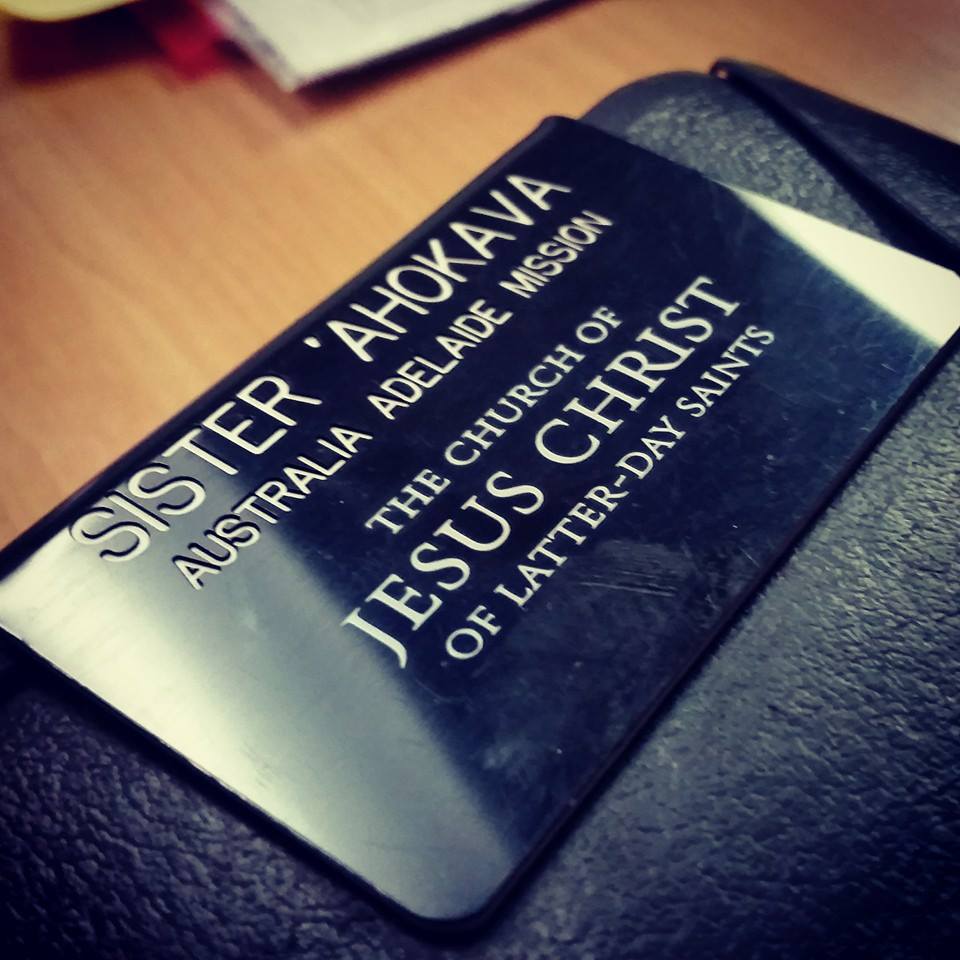 SISTER 'AHOKAVA
AUSTRALIA ADELAIDE MISSION
THE CHURCH OF
JESUS CHRIST
OF LATTER-DAY SAINTS